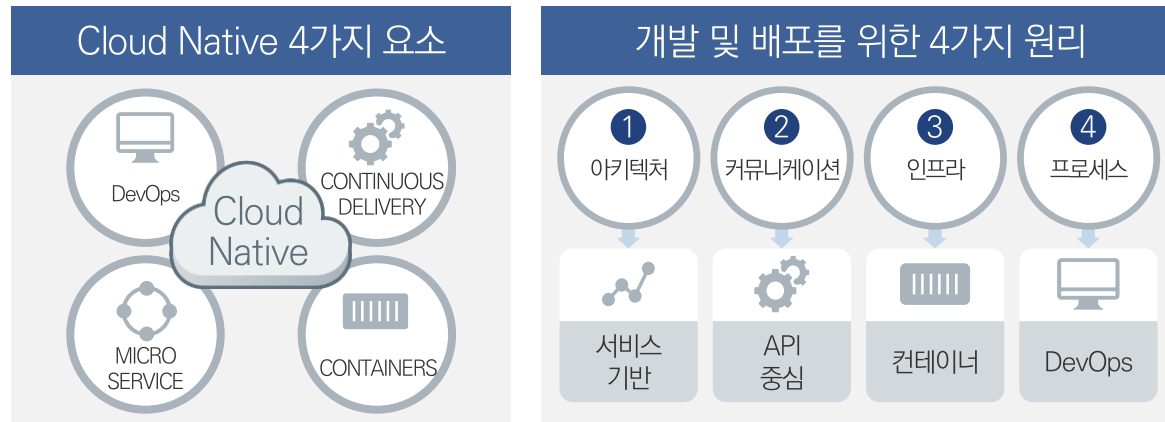 Cloud Native 4가지 요소
DevOps
CONTINUOUS
DELIVERY
Cloud
Native
MICRO
SERVICE
CONTAINERS
개발 및 배포를 위한 4가지 원리
1
아키텍처
2
커뮤니케이션
3
인프라
4
프로세스
서비스
기반
API
중심
컨테이너
DevOps